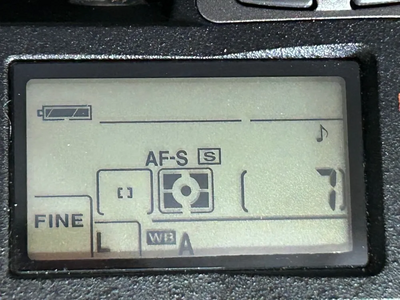 AF-S S
[ 7]
FINE
L WB A